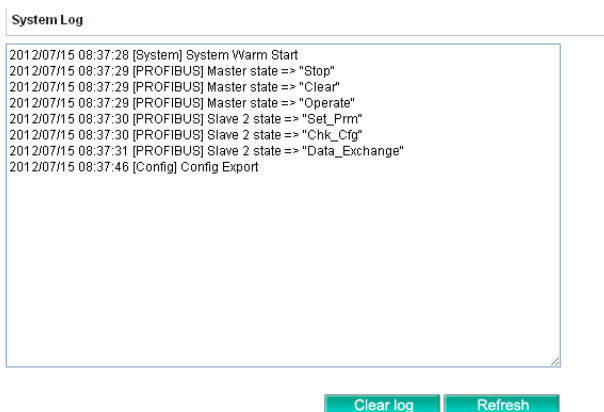 System Log
2012/07/15 08:37:28 [System] System Warm Start
2012/07/15 08:37:29 [PROFIBUS] Master state => "Stop"
2012/07/15 08:37:29 [PROFIBUS] Master state => "Clear"
2012/07/15 08:37:29 [PROFIBUS] Master state => "Operate"
2012/07/15 08:37:30 [PROFIBUS] Slave 2 state => "Set_Prm"
2012/07/15 08:37:30 [PROFIBUS] Slave 2 state => "Chk_Cfg"
2012/07/15 08:37:31 [PROFIBUS] Slave 2 state => "Data_Exchange"
2012/07/15 08:37:46 [Config] Config Export
Clear log Refresh